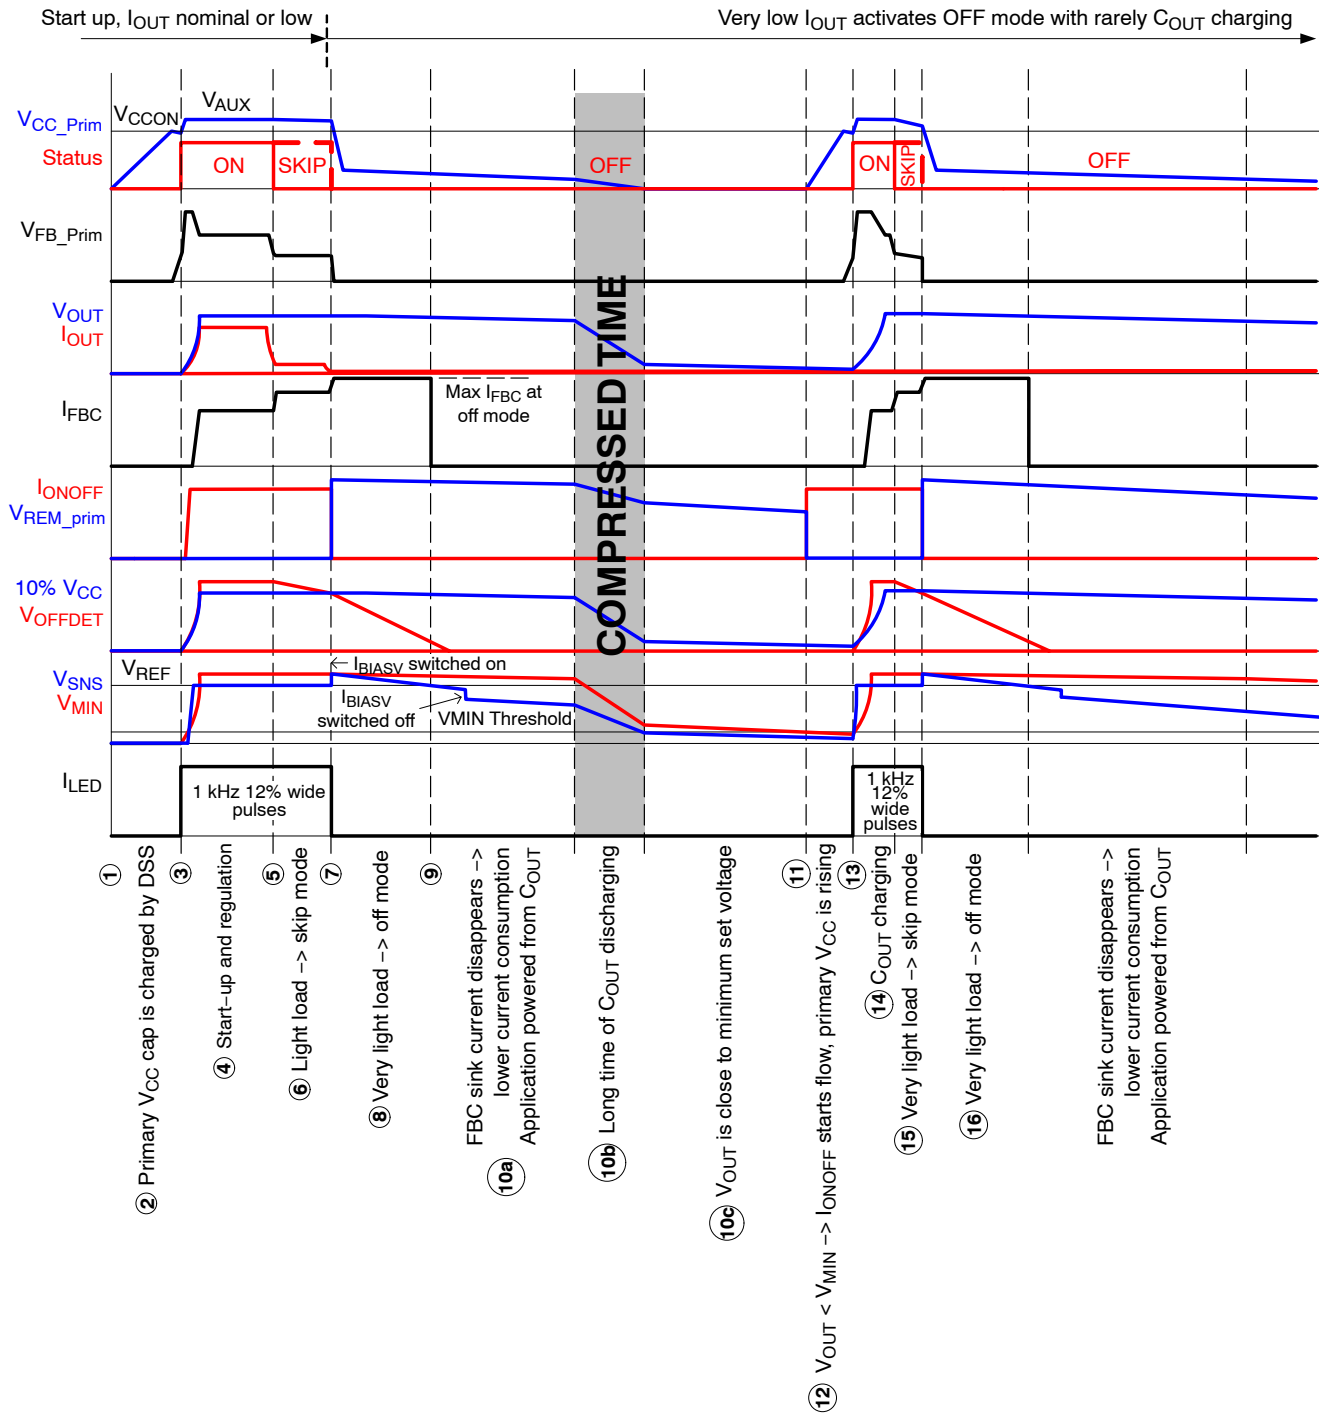 Start up, IOUT nominal or low
Very low IOUT activates OFF mode with rarely COUT charging
VCC_Prim
VCCON
VAUX
Status
ON
SKIP
OFF
ON
SKIP
OFF
VFB_Prim
VOUT
IOUT
IFBC
Max IFBC at
off mode
COMPRESSED TIME
IONOFF
VREM_prim
10% VCC
VOFFDET
VREF
IBIASV switched on
VSNS
VMIN
IBIASV
switched off
VMIN Threshold
ILED
1 kHz 12% wide
pulses
1 kHz
12%
wide
pulses
1
2 Primary VCC cap is charged by DSS
3
4 Start−up and regulation
5
6 Light load −> skip mode
7
8 Very light load −> off mode
9
FBC sink current disappears −>
lower current consumption
Application powered from COUT
10a
10b Long time of COUT discharging
10c VOUT is close to minimum set voltage
11
12 VOUT < VMIN −> IONOFF starts flow, primary VCC is rising
13
14 COUT charging
15 Very light load −> skip mode
16 Very light load −> off mode
FBC sink current disappears −>
lower current consumption
Application powered from COUT